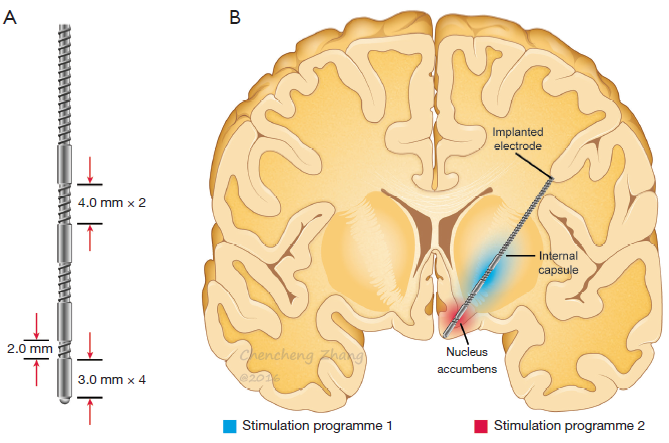 A
4.0 mm × 2
2.0 mm
3.0 mm × 4
B
Implanted
electrode
Internal
capsule
Nucleus
accumbens
Chencheng Zhang
@2016
Stimulation programme 1
Stimulation programme 2